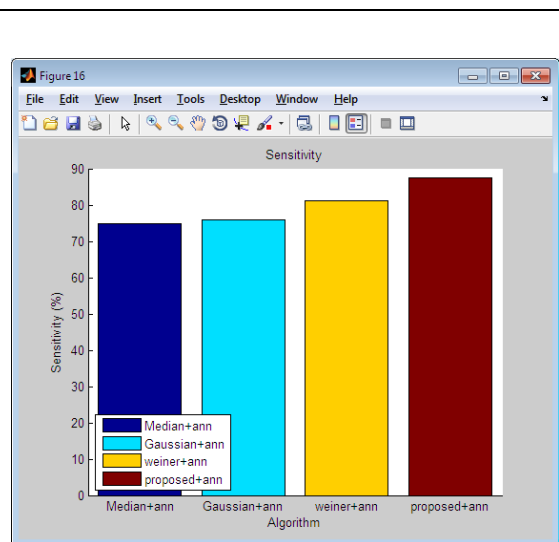 Figure 16
File Edit View Insert Tools Desktop Window Help
Sensitivity
90
80
70
60
50
40
30
20
10
0
Sensitivity (%)
Median+ann
Gaussian+ann
weiner+ann
proposed+ann
Median+ann Gaussian+ann weiner+ann proposed+ann
Algorithm